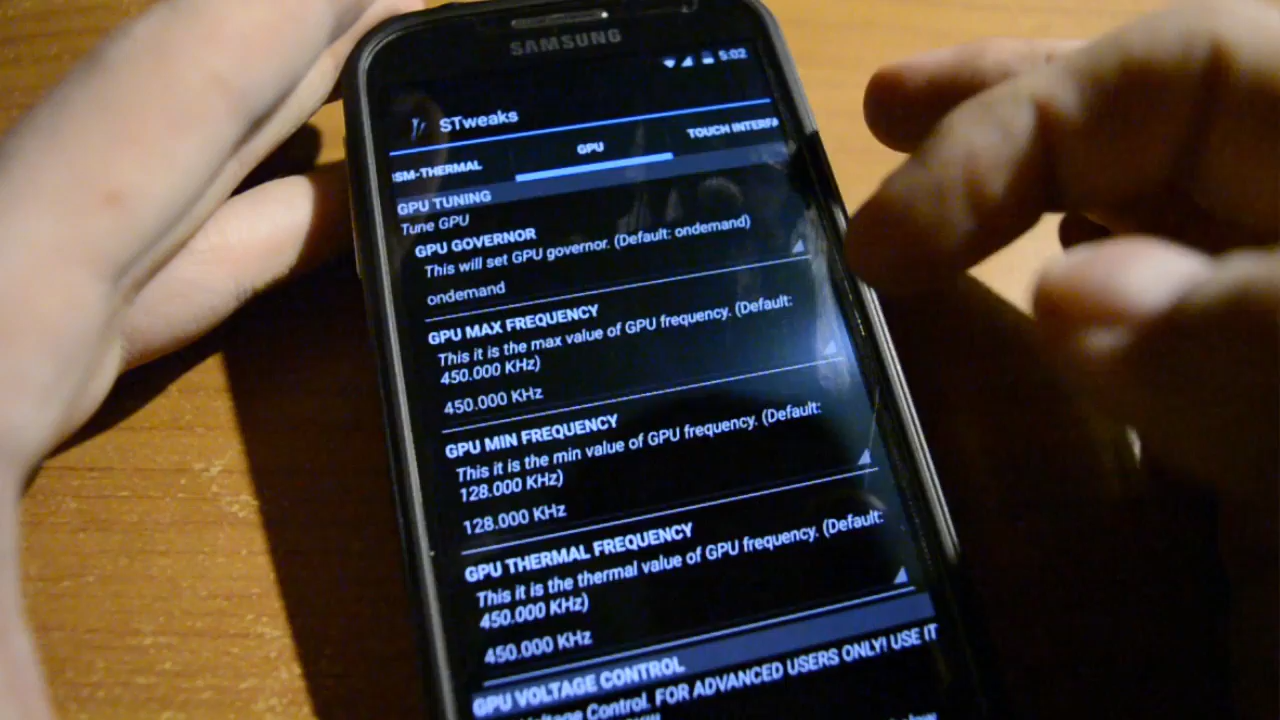 SAMSUNG
5:02
STweaks
SM-THERMAL
GPU
TOUCH INTERFA
GPU TUNING
Tune GPU
GPU GOVERNOR
This will set GPU governor. (Default: ondemand)
ondemand
GPU MAX FREQUENCY
This it is the max value of GPU frequency. (Default:
450.000 KHz)
450.000 KHz
GPU MIN FREQUENCY
This it is the min value of GPU frequency. (Default:
128.000 KHz)
128.000 KHz
GPU THERMAL FREQUENCY
This it is the thermal value of GPU frequency. (Default:
450.000 KHz)
450.000 KHz
GPU VOLTAGE CONTROL
Voltage Control. FOR ADVANCED USERS ONLY! USE IT